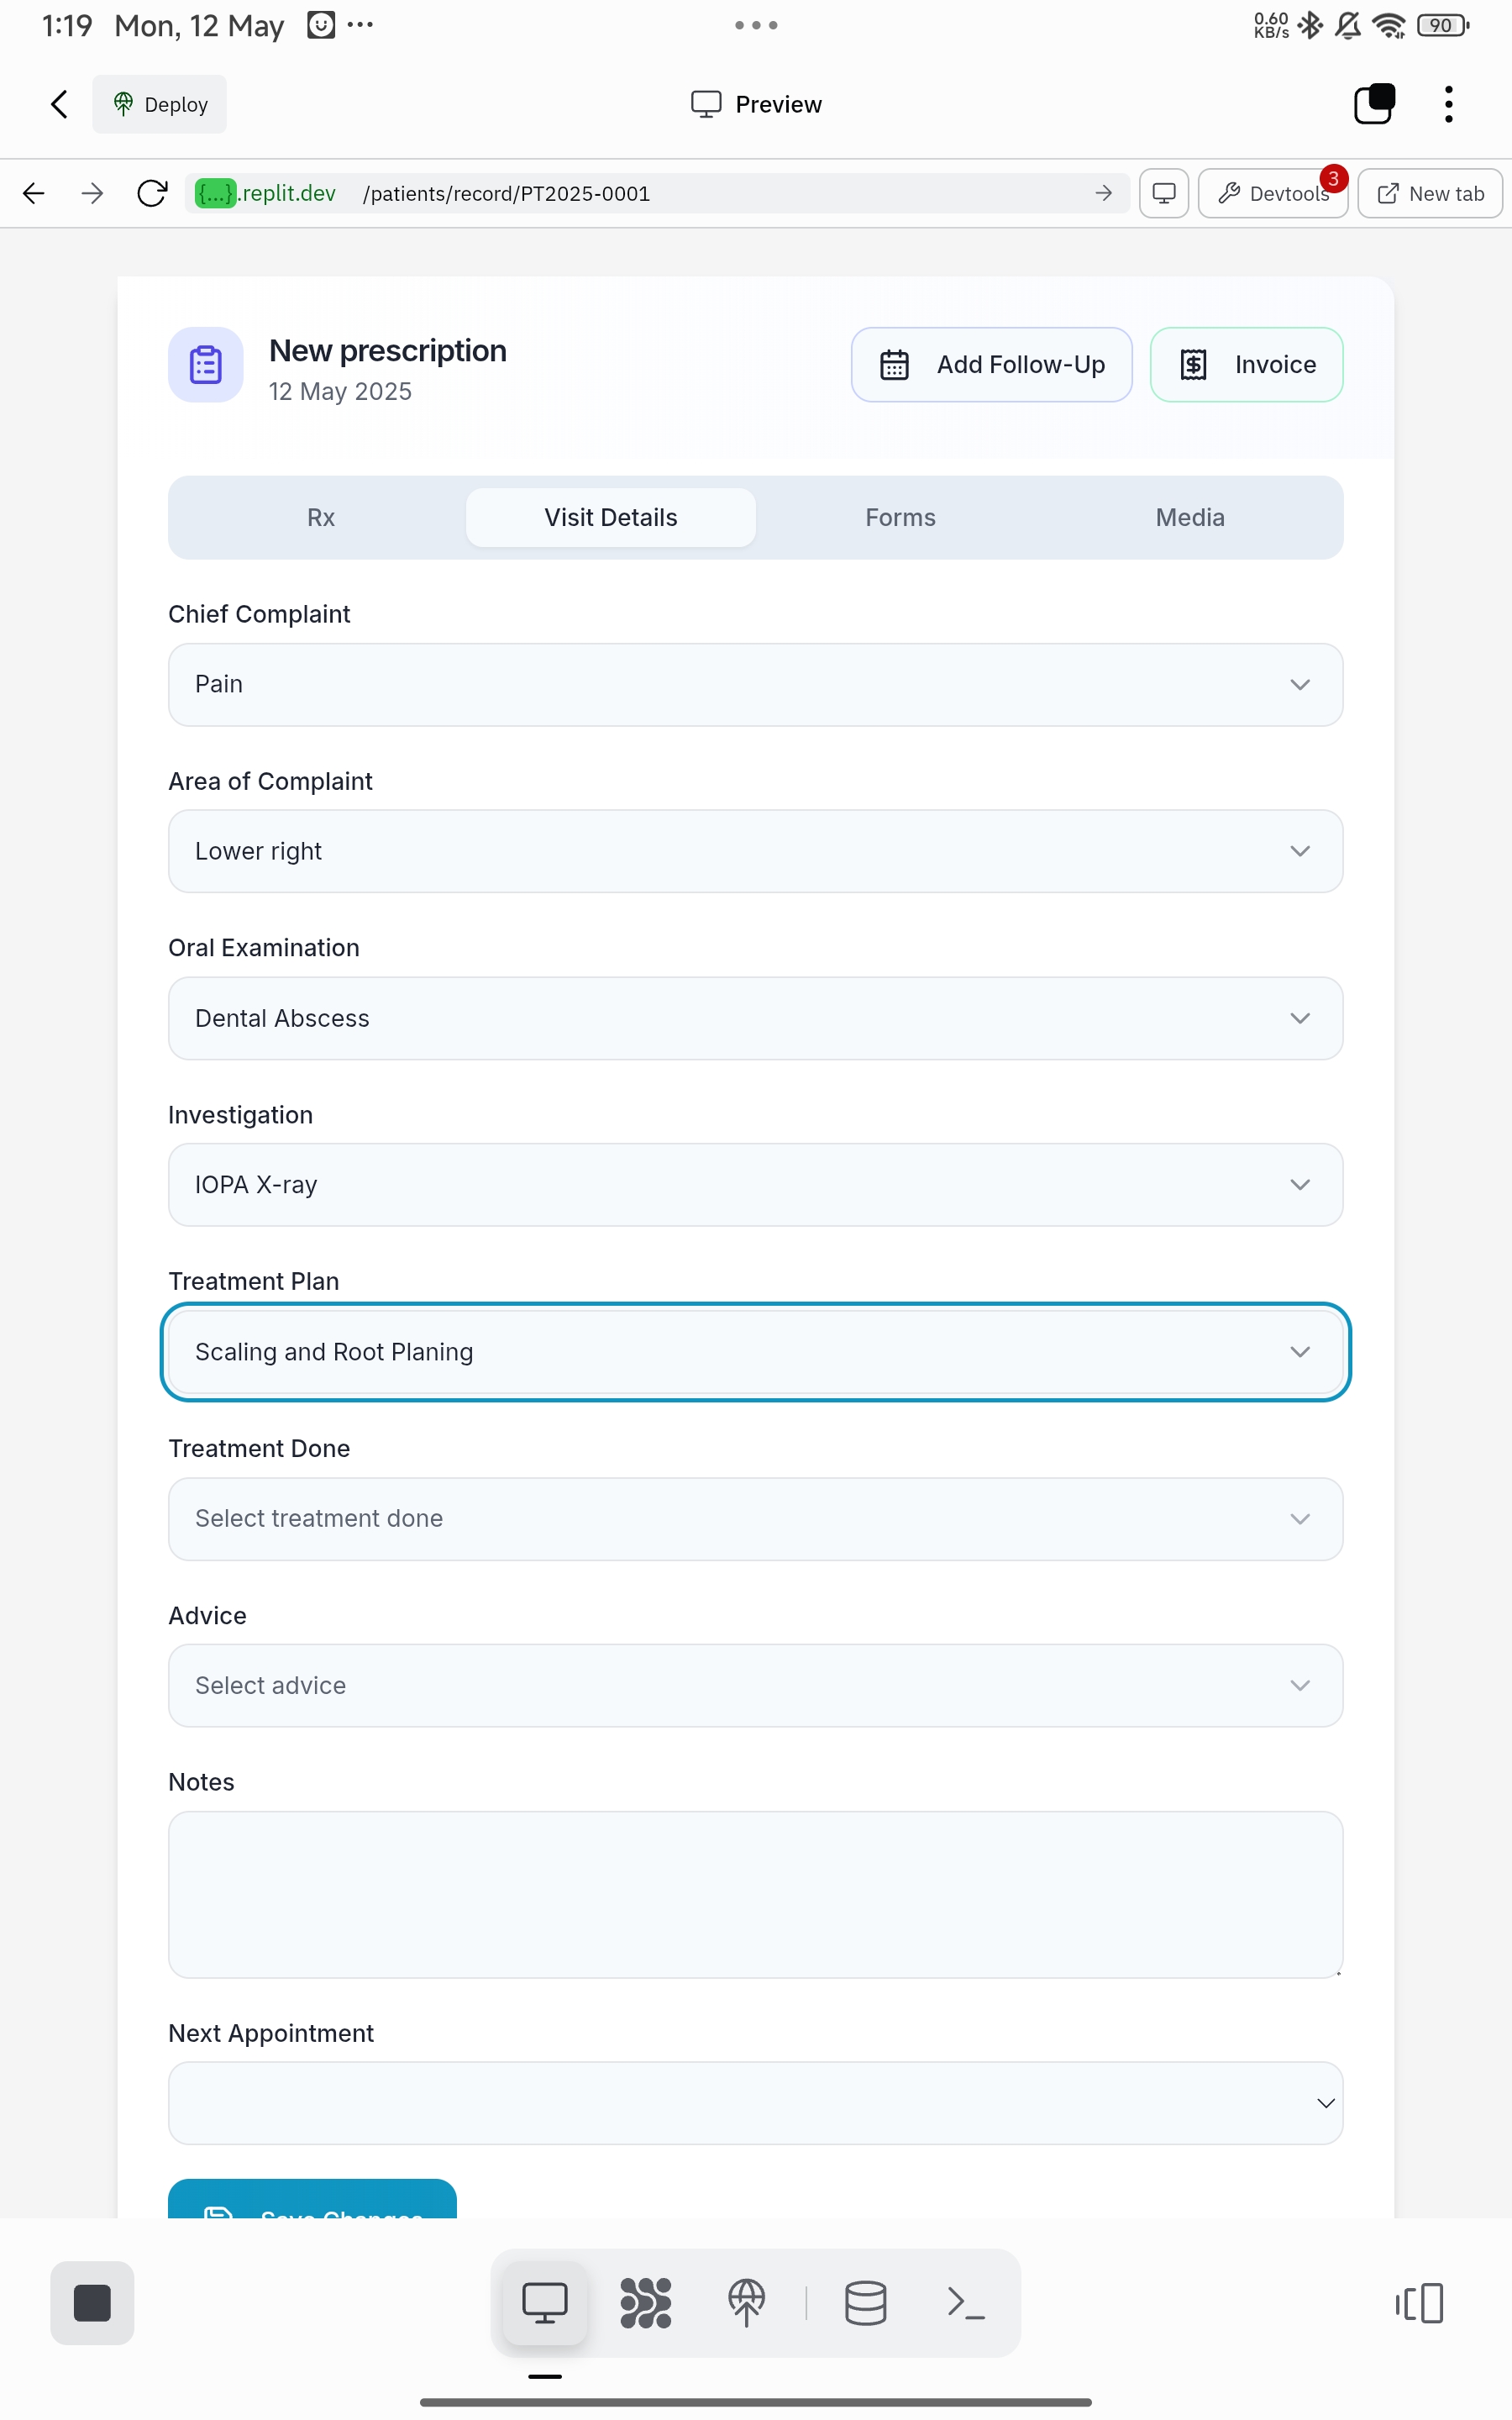 1:19 Mon, 12 May
0.60 KB/s
90
Deploy
Preview
{...}.replit.dev /patients/record/PT2025-0001
Devtools 3
New tab
New prescription
12 May 2025
Add Follow-Up
Invoice
Rx
Visit Details
Forms
Media
Chief Complaint
Pain
Area of Complaint
Lower right
Oral Examination
Dental Abscess
Investigation
IOPA X-ray
Treatment Plan
Scaling and Root Planing
Treatment Done
Select treatment done
Advice
Select advice
Notes
Next Appointment
Save Changes